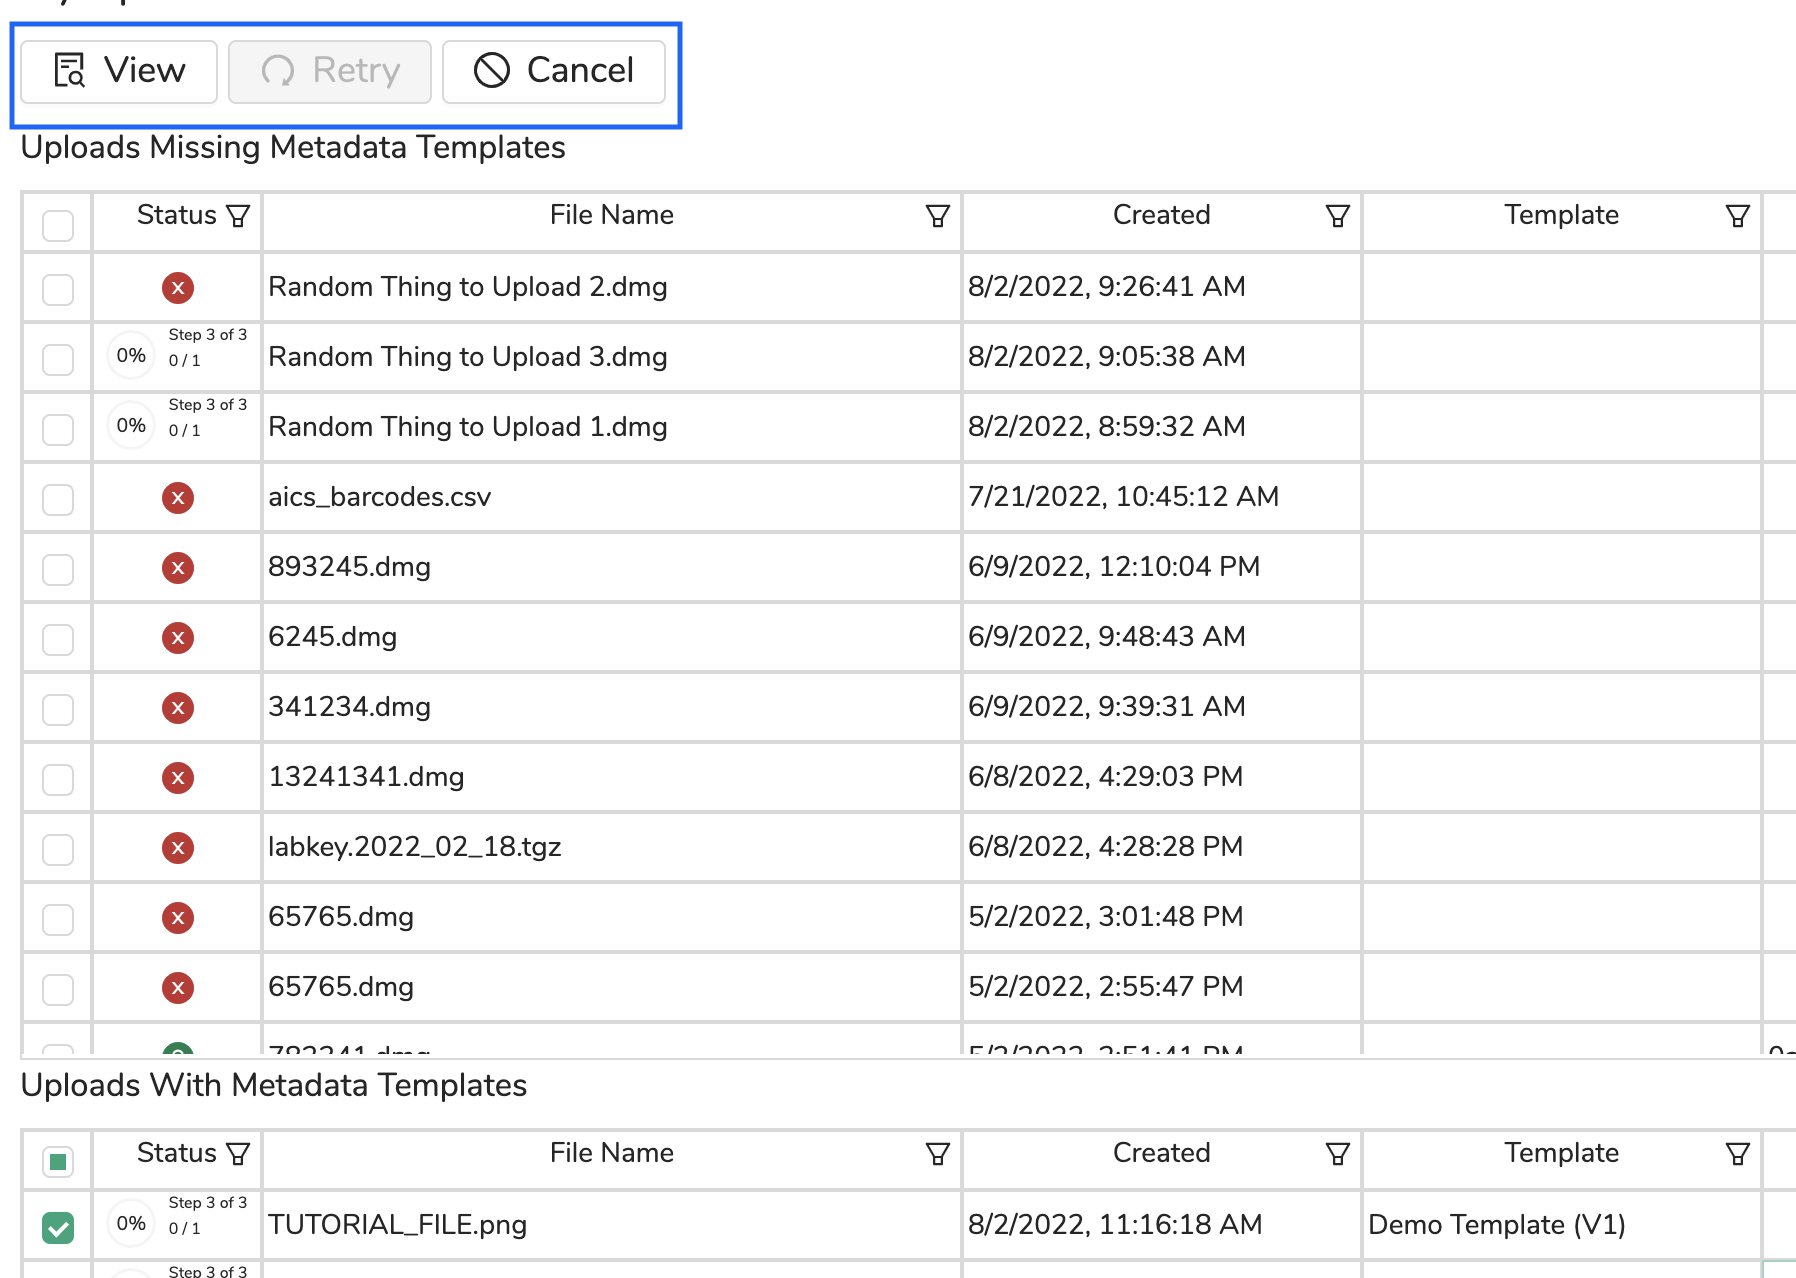 View Retry Cancel
Uploads Missing Metadata Templates
Status File Name Created Template
Random Thing to Upload 2.dmg 8/2/2022, 9:26:41 AM
0% Step 3 of 3 0 / 1 Random Thing to Upload 3.dmg 8/2/2022, 9:05:38 AM
0% Step 3 of 3 0 / 1 Random Thing to Upload 1.dmg 8/2/2022, 8:59:32 AM
aics_barcodes.csv 7/21/2022, 10:45:12 AM
893245.dmg 6/9/2022, 12:10:04 PM
6245.dmg 6/9/2022, 9:48:43 AM
341234.dmg 6/9/2022, 9:39:31 AM
13241341.dmg 6/8/2022, 4:29:03 PM
labkey.2022_02_18.tgz 6/8/2022, 4:28:28 PM
65765.dmg 5/2/2022, 3:01:48 PM
65765.dmg 5/2/2022, 2:55:47 PM
Uploads With Metadata Templates
Status File Name Created Template
0% Step 3 of 3 0 / 1 TUTORIAL_FILE.png 8/2/2022, 11:16:18 AM Demo Template (V1)
Step 3 of 3